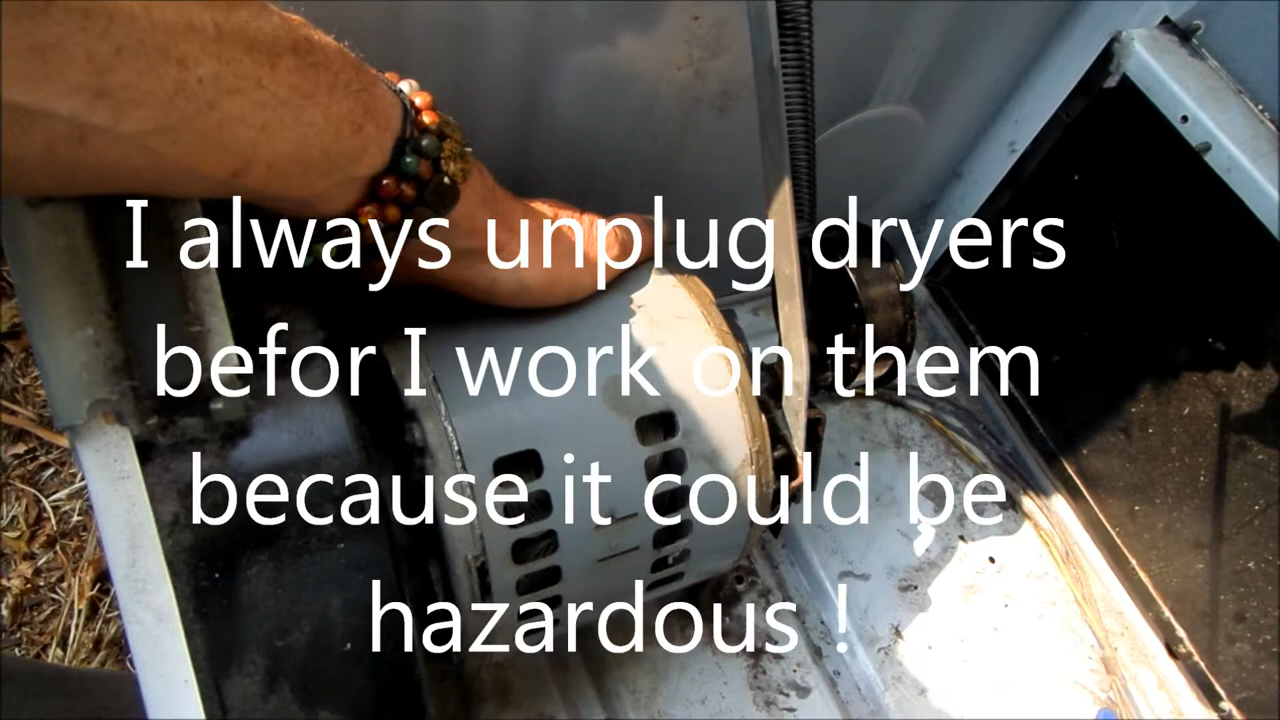 I always unplug dryers
befor I work on them
because it could be
hazardous !